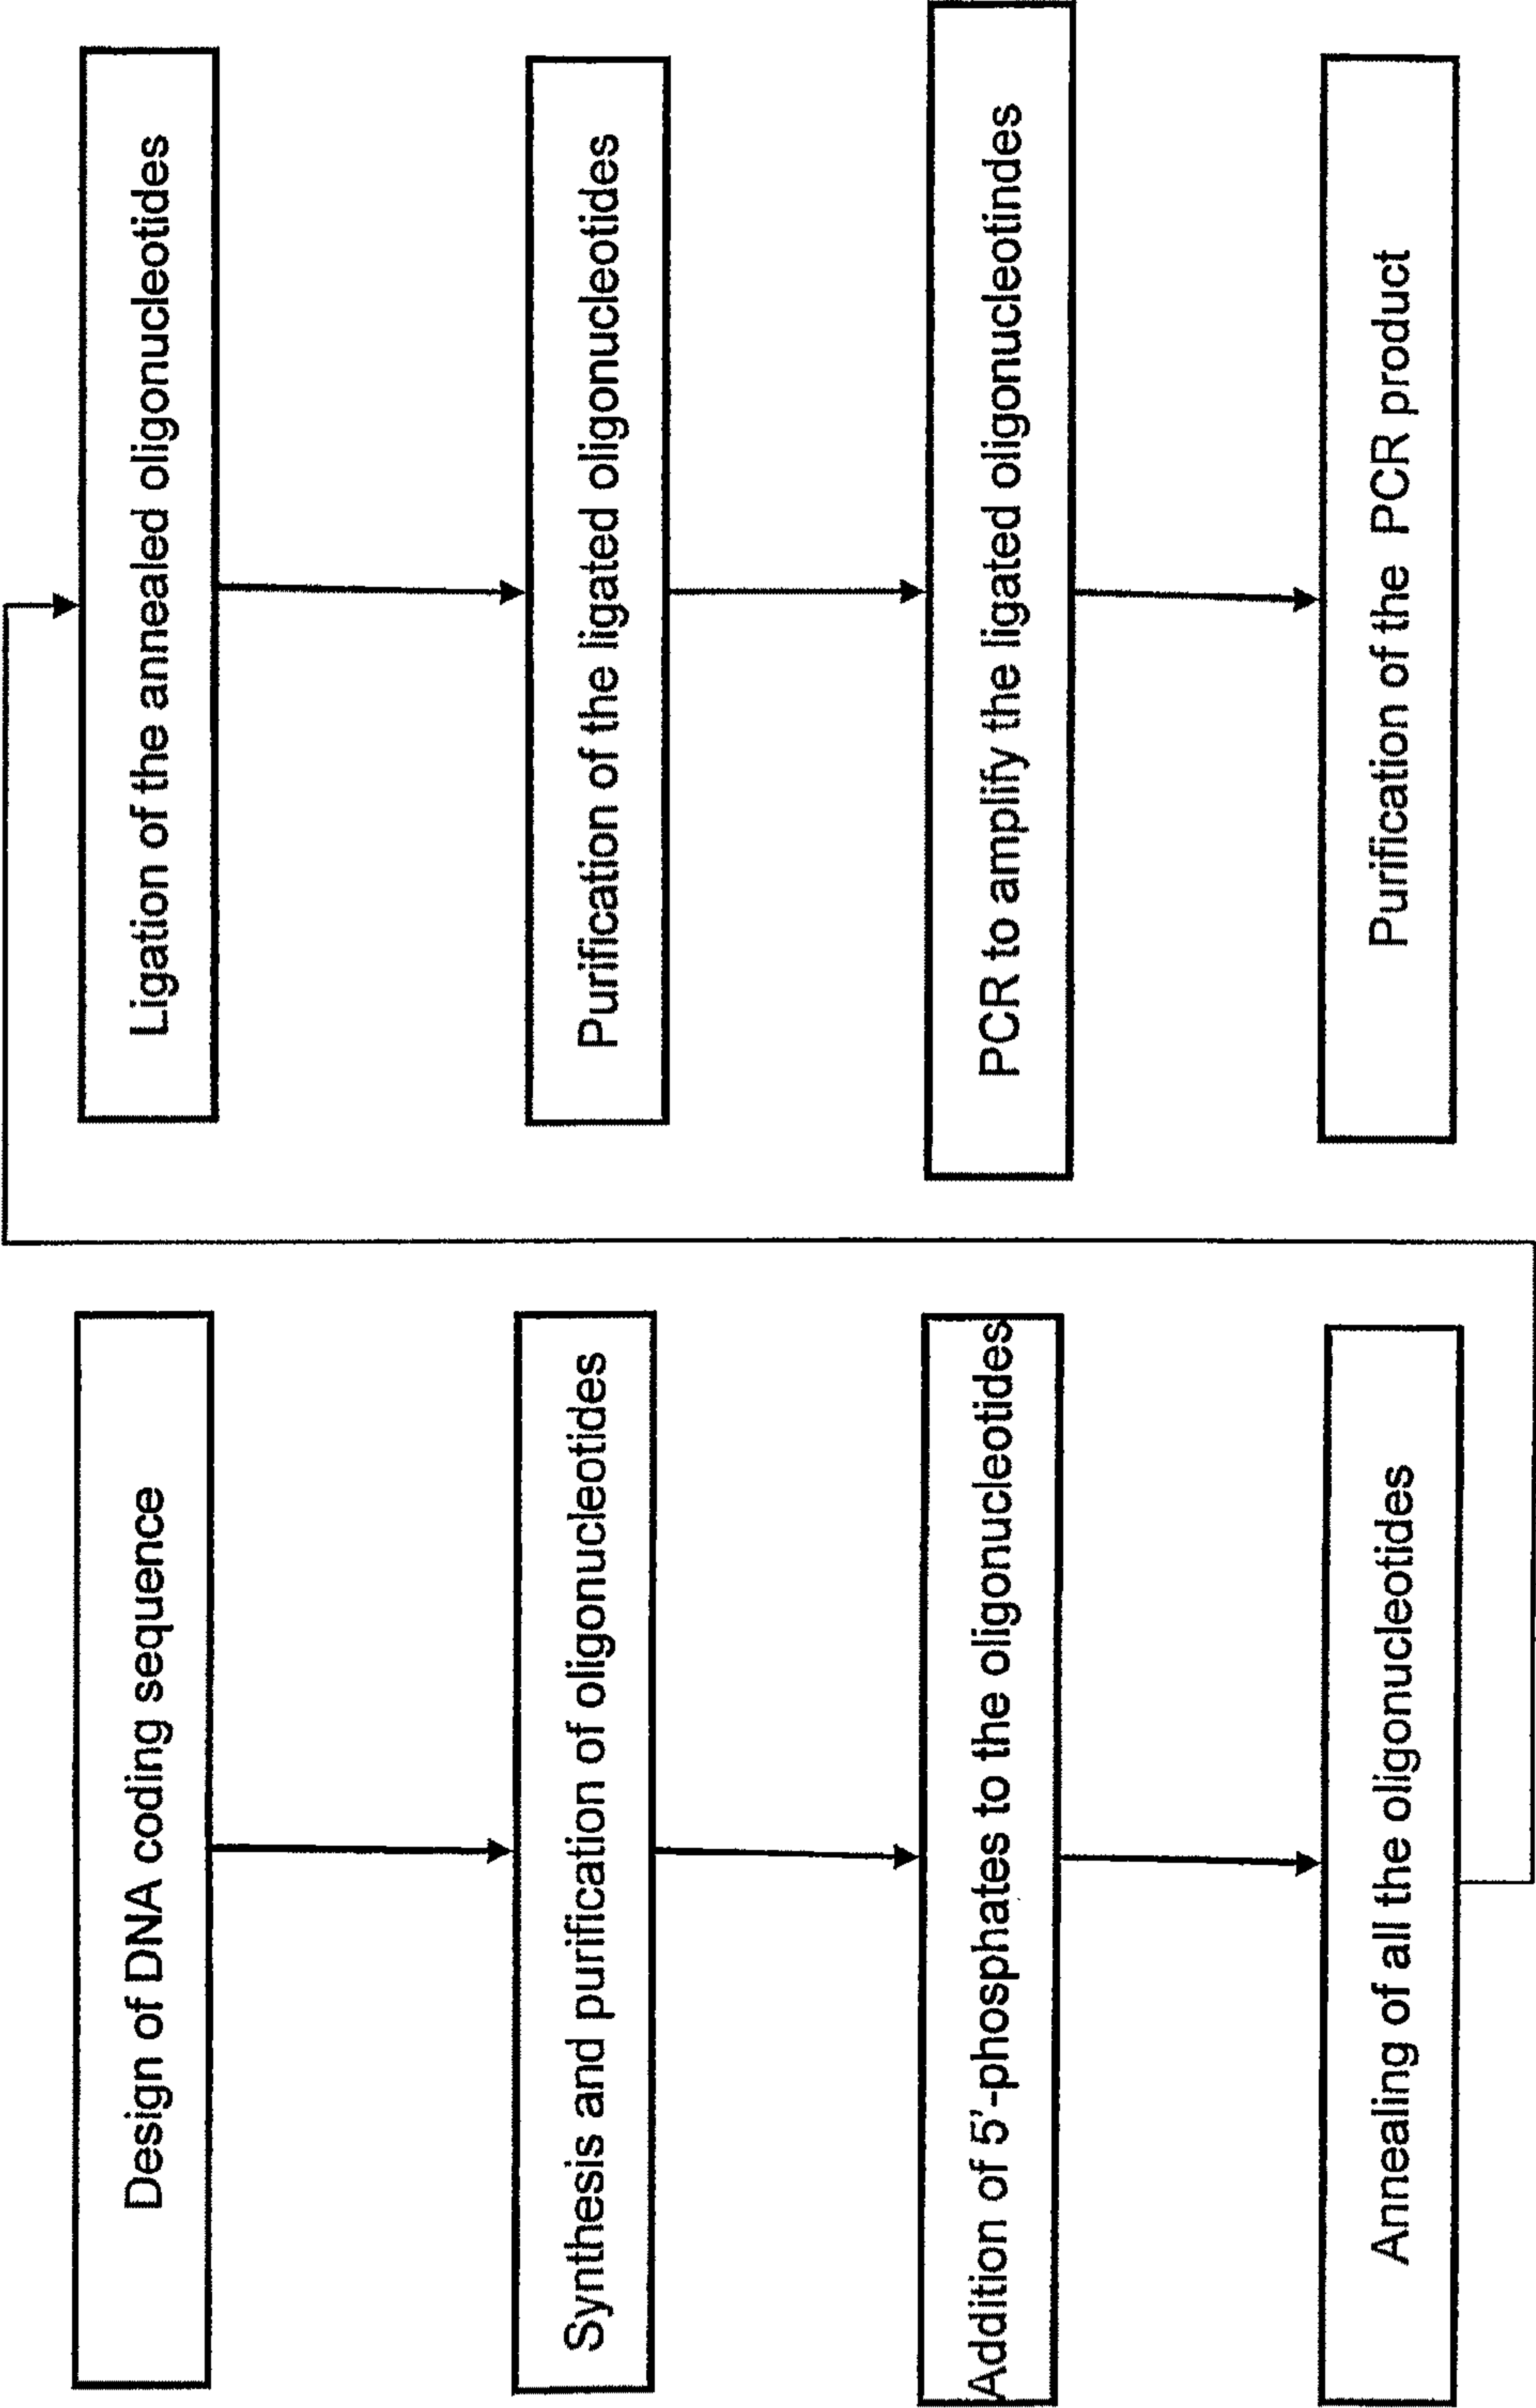 Design of DNA coding sequence
Synthesis and purification of oligonucleotides
Addition of 5'-phosphates to the oligonucleotides
Annealing of all the oligonucleotides
Ligation of the annealed oligonucleotides
Purification of the ligated oligonucleotides
PCR to amplify the ligated oligonucleotindes
Purification of the PCR product